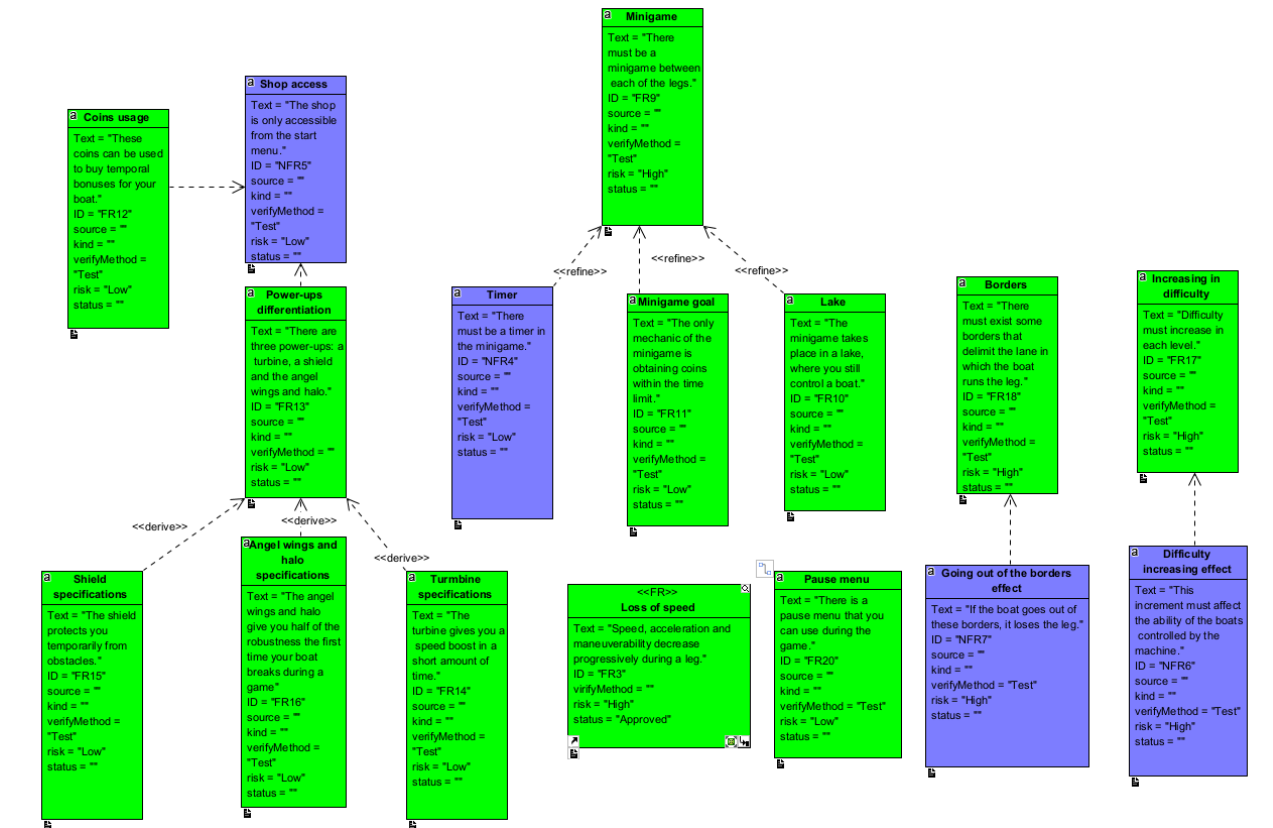 a Minigame
Text = "There
must be a
minigame between
each of the legs."
ID = "FR9"
source = ""
kind = ""
verifyMethod =
"Test"
risk = "High"
status = ""
a Shop access
Text = "The shop
is only accessible
from the start
menu."
ID = "NFR5"
source = ""
kind = ""
verifyMethod =
"Test"
risk = "Low"
status = ""
a Coins usage
Text = "These
coins can be used
to buy temporal
bonuses for your
boat."
ID = "FR12"
source = ""
kind = ""
verifyMethod =
"Test"
risk = "Low"
status = ""
<<refine>>
<<refine>>
<<refine>>
a Power-ups
differentiation
Text = "There are
three power-ups: a
turbine, a shield
and the angel
wings and halo."
ID = "FR13"
source = ""
kind = ""
verifyMethod = ""
risk = "Low"
status = ""
a Timer
Text = "There
must be a timer in
the minigame."
ID = "NFR4"
source = ""
kind = ""
verifyMethod =
"Test"
risk = "Low"
status = ""
a Minigame goal
Text = "The only
mechanic of the
minigame is
obtaining coins
within the time
limit."
ID = "FR11"
source = ""
kind = ""
verifyMethod =
"Test"
risk = "Low"
status = ""
a Lake
Text = "The
minigame takes
place in a lake,
where you still
control a boat."
ID = "FR10"
source = ""
kind = ""
verifyMethod =
"Test"
risk = "Low"
status = ""
a Borders
Text = "There
must exist some
borders that
delimit the lane in
which the boat
runs the leg."
ID = "FR18"
source = ""
kind = ""
verifyMethod =
"Test"
risk = "High"
status = ""
a Increasing in
difficulty
Text = "Difficulty
must increase in
each level."
ID = "FR17"
source = ""
kind = ""
verifyMethod =
"Test"
risk = "High"
status = ""
<<derive>>
<<derive>>
<<derive>>
a Shield
specifications
Text = "The shield
protects you
temporarily from
obstacles."
ID = "FR15"
source = ""
kind = ""
verifyMethod =
"Test"
risk = "Low"
status = ""
a Angel wings and
halo
specifications
Text = "The angel
wings and halo
give you half of the
robustness the first
time your boat
breaks during a
game"
ID = "FR16"
source = ""
kind = ""
verifyMethod =
"Test"
risk = "Low"
status = ""
a Turmbine
specifications
Text = "The
turbine gives you a
speed boost in a
short amount of
time."
ID = "FR14"
source = ""
kind = ""
verifyMethod =
"Test"
risk = "Low"
status = ""
<<FR>>
Loss of speed
Text = "Speed, acceleration and
maneuverability decrease
progressively during a leg."
ID = "FR3"
virifyMethod = ""
risk = "High"
status = "Approved"
a Pause menu
Text = "There is a
pause menu that you
can use during the
game."
ID = "FR20"
source = ""
kind = ""
verifyMethod = "Test"
risk = "Low"
status = ""
a Going out of the borders
effect
Text = "If the boat goes out of
these borders, it loses the leg."
ID = "NFR7"
source = ""
kind = ""
verifyMethod = "Test"
risk = "High"
status = ""
a Difficulty
increasing effect
Text = "This
increment must affect
the ability of the boats
controlled by the
machine."
ID = "NFR6"
source = ""
kind = ""
verifyMethod = "Test"
risk = "High"
status = ""